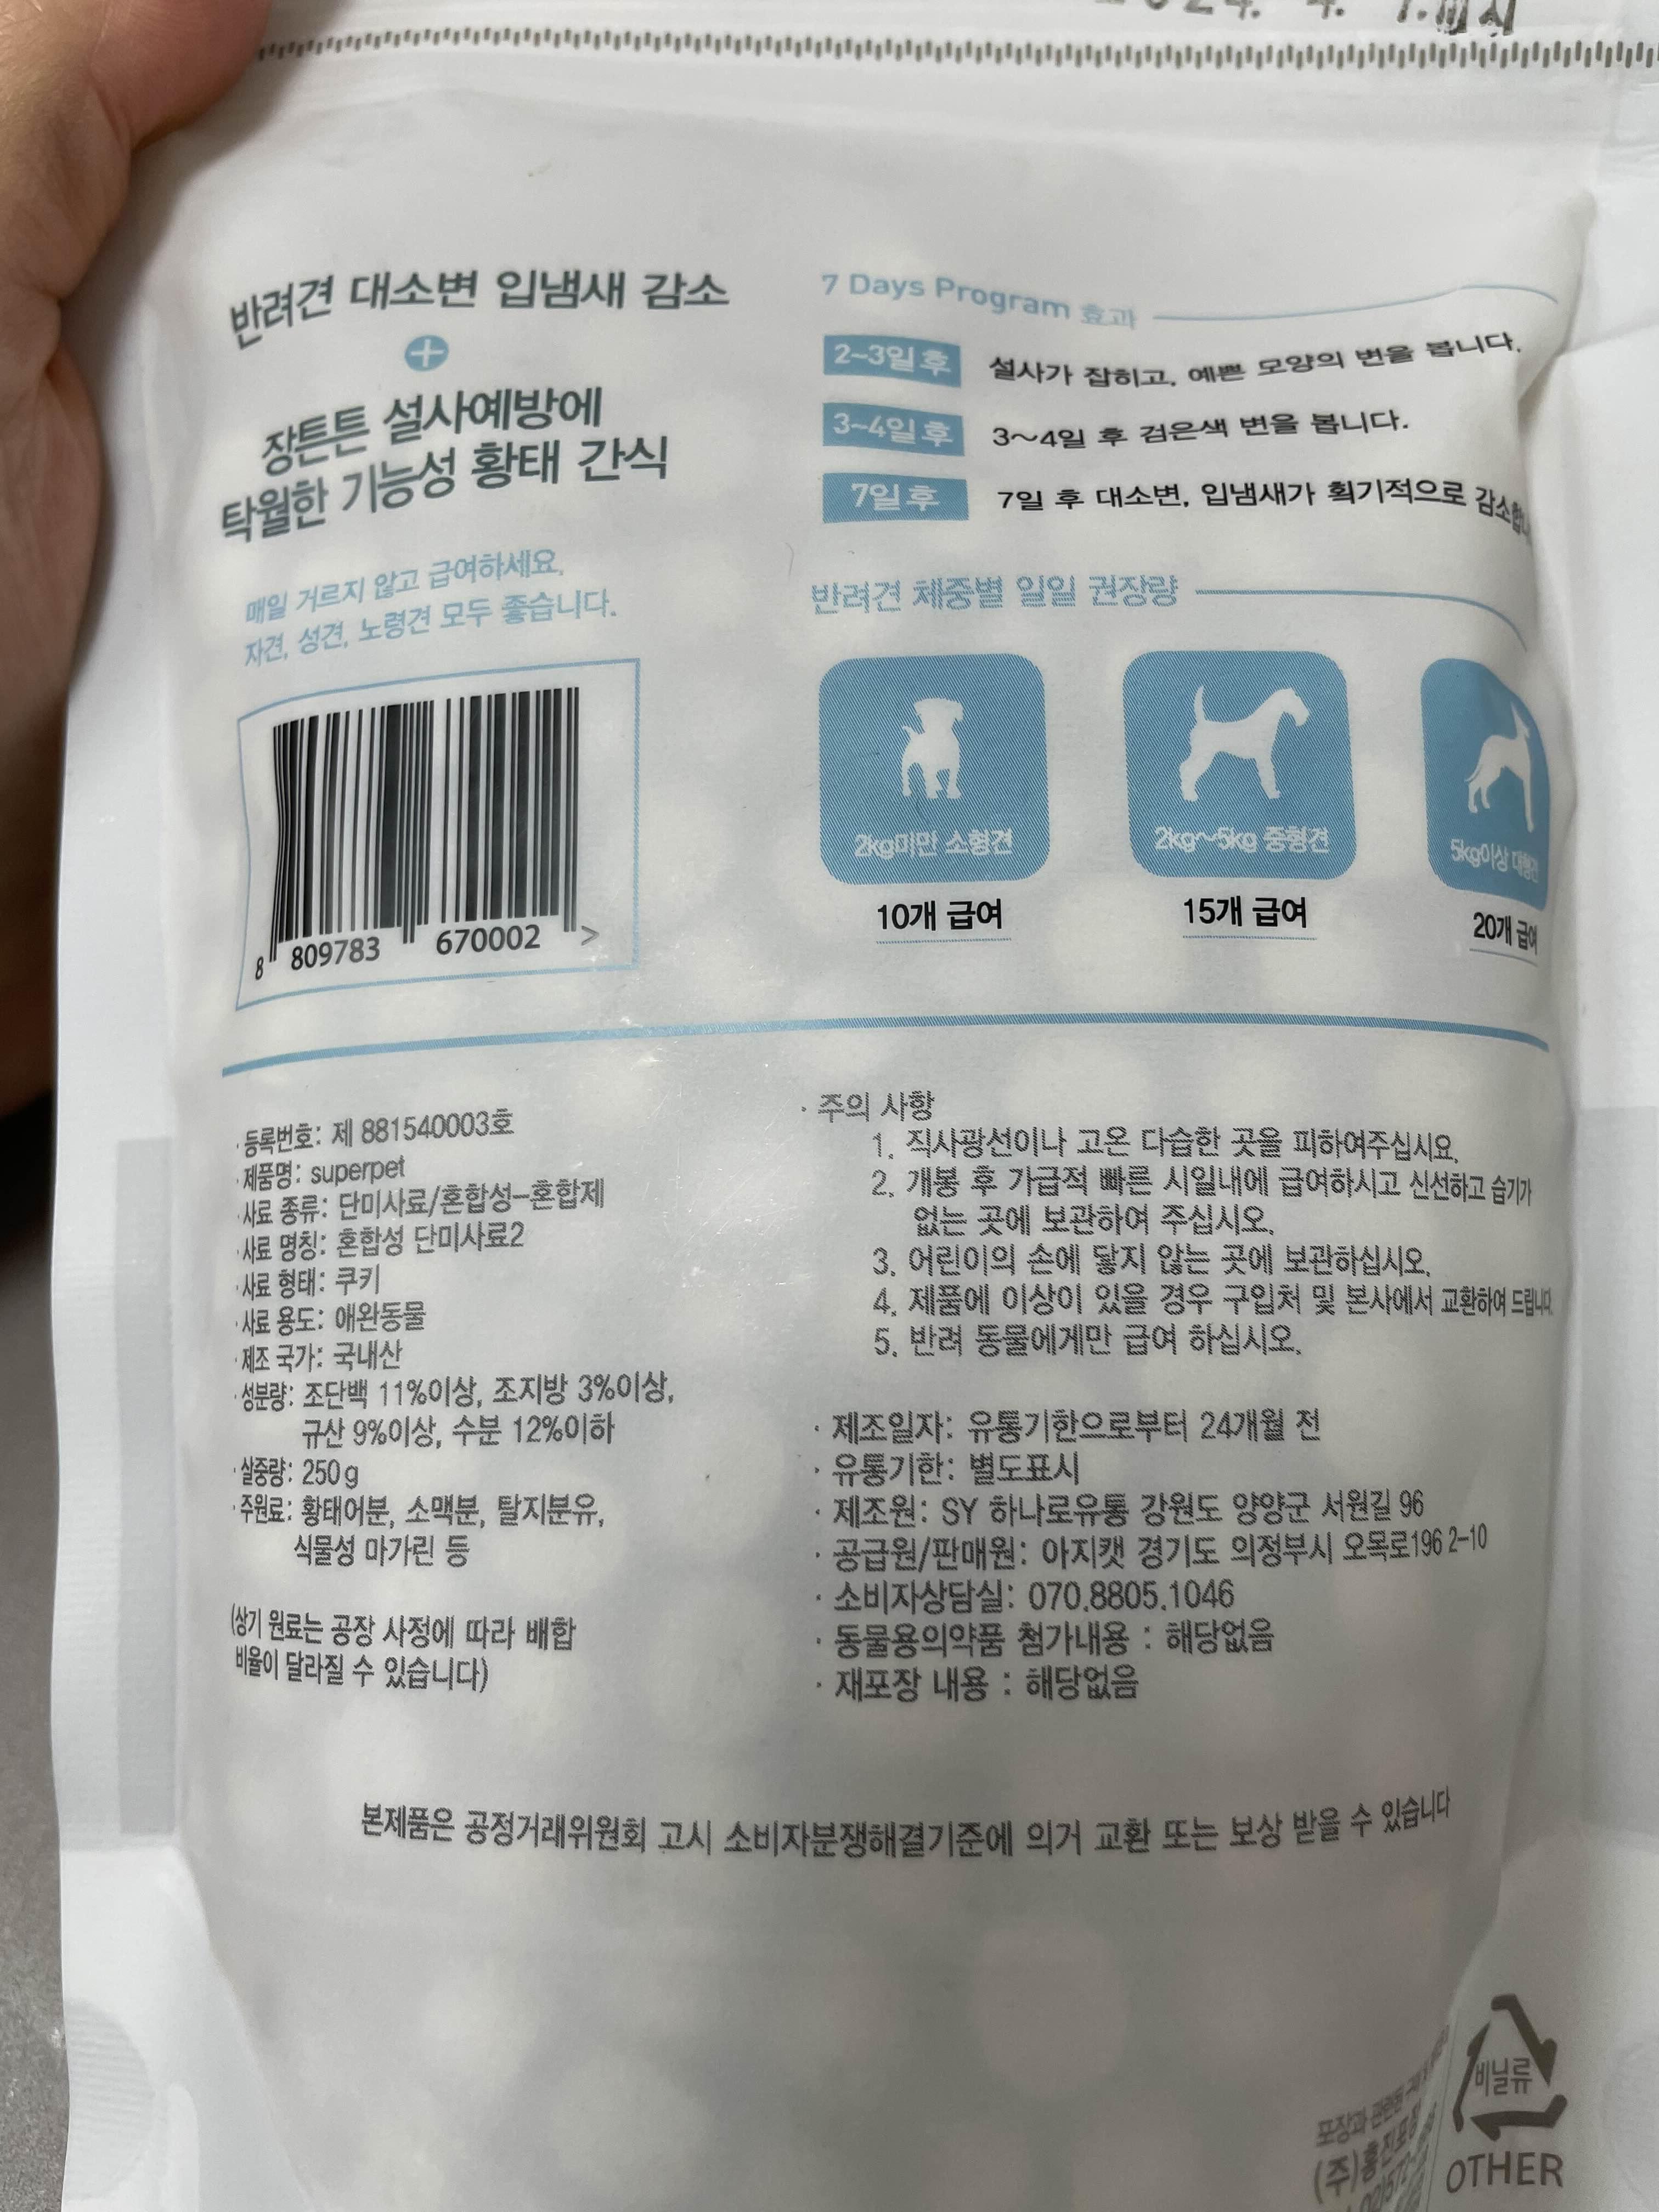 반려견 대소변 입냄새 감소
+
장튼튼 설사예방에
탁월한 기능성 황태 간식
매일 거르지 않고 급여하세요.
자견, 성견, 노령견 모두 좋습니다.
8 809783 670002 >
7 Days Program 효과
2~3일 후 설사가 잡히고, 예쁜 모양의 변을 봅니다.
3~4일 후 3~4일 후 검은색 변을 봅니다.
7일 후 7일 후 대소변, 입냄새가 획기적으로
반려견 체중별 일일 권장량
2kg미만 소형견
10개 급여
2kg~5kg 중형견
15개 급여
5kg이상 대형견
20개 급여
· 등록번호: 제 881540003호
· 제품명: superpet
· 사료 종류: 단미사료/혼합성-혼합제
· 사료 명칭: 혼합성 단미사료2
· 사료 형태: 쿠키
· 사료 용도: 애완동물
· 제조 국가: 국내산
· 성분량: 조단백 11%이상, 조지방 3%이상,
규산 9%이상, 수분 12%이하
· 실중량: 250g
· 주원료: 황태어분, 소맥분, 탈지분유,
식물성 마가린 등
(상기 원료는 공장 사정에 따라 배합
비율이 달라질 수 있습니다)
· 주의 사항
1. 직사광선이나 고온 다습한 곳을 피하여주십시요.
2. 개봉 후 가급적 빠른 시일내에 급여하시고 신선하고 습기가
없는 곳에 보관하여 주십시오.
3. 어린이의 손에 닿지 않는 곳에 보관하십시오.
4. 제품에 이상이 있을 경우 구입처 및 본사에서 교환하여 드립니다.
5. 반려 동물에게만 급여 하십시오.
· 제조일자: 유통기한으로부터 24개월 전
· 유통기한: 별도표시
· 제조원: SY 하나로유통 강원도 양양군 서원길 96
· 공급원/판매원: 아지캣 경기도 의정부시 오목로196 2-10
· 소비자상담실: 070.8805.1046
· 동물용의약품 첨가내용 : 해당없음
· 재포장 내용 : 해당없음
본제품은 공정거래위원회 고시 소비자분쟁해결기준에 의거 교환 또는 보상 받을 수 있습니다
비닐류
OTHER